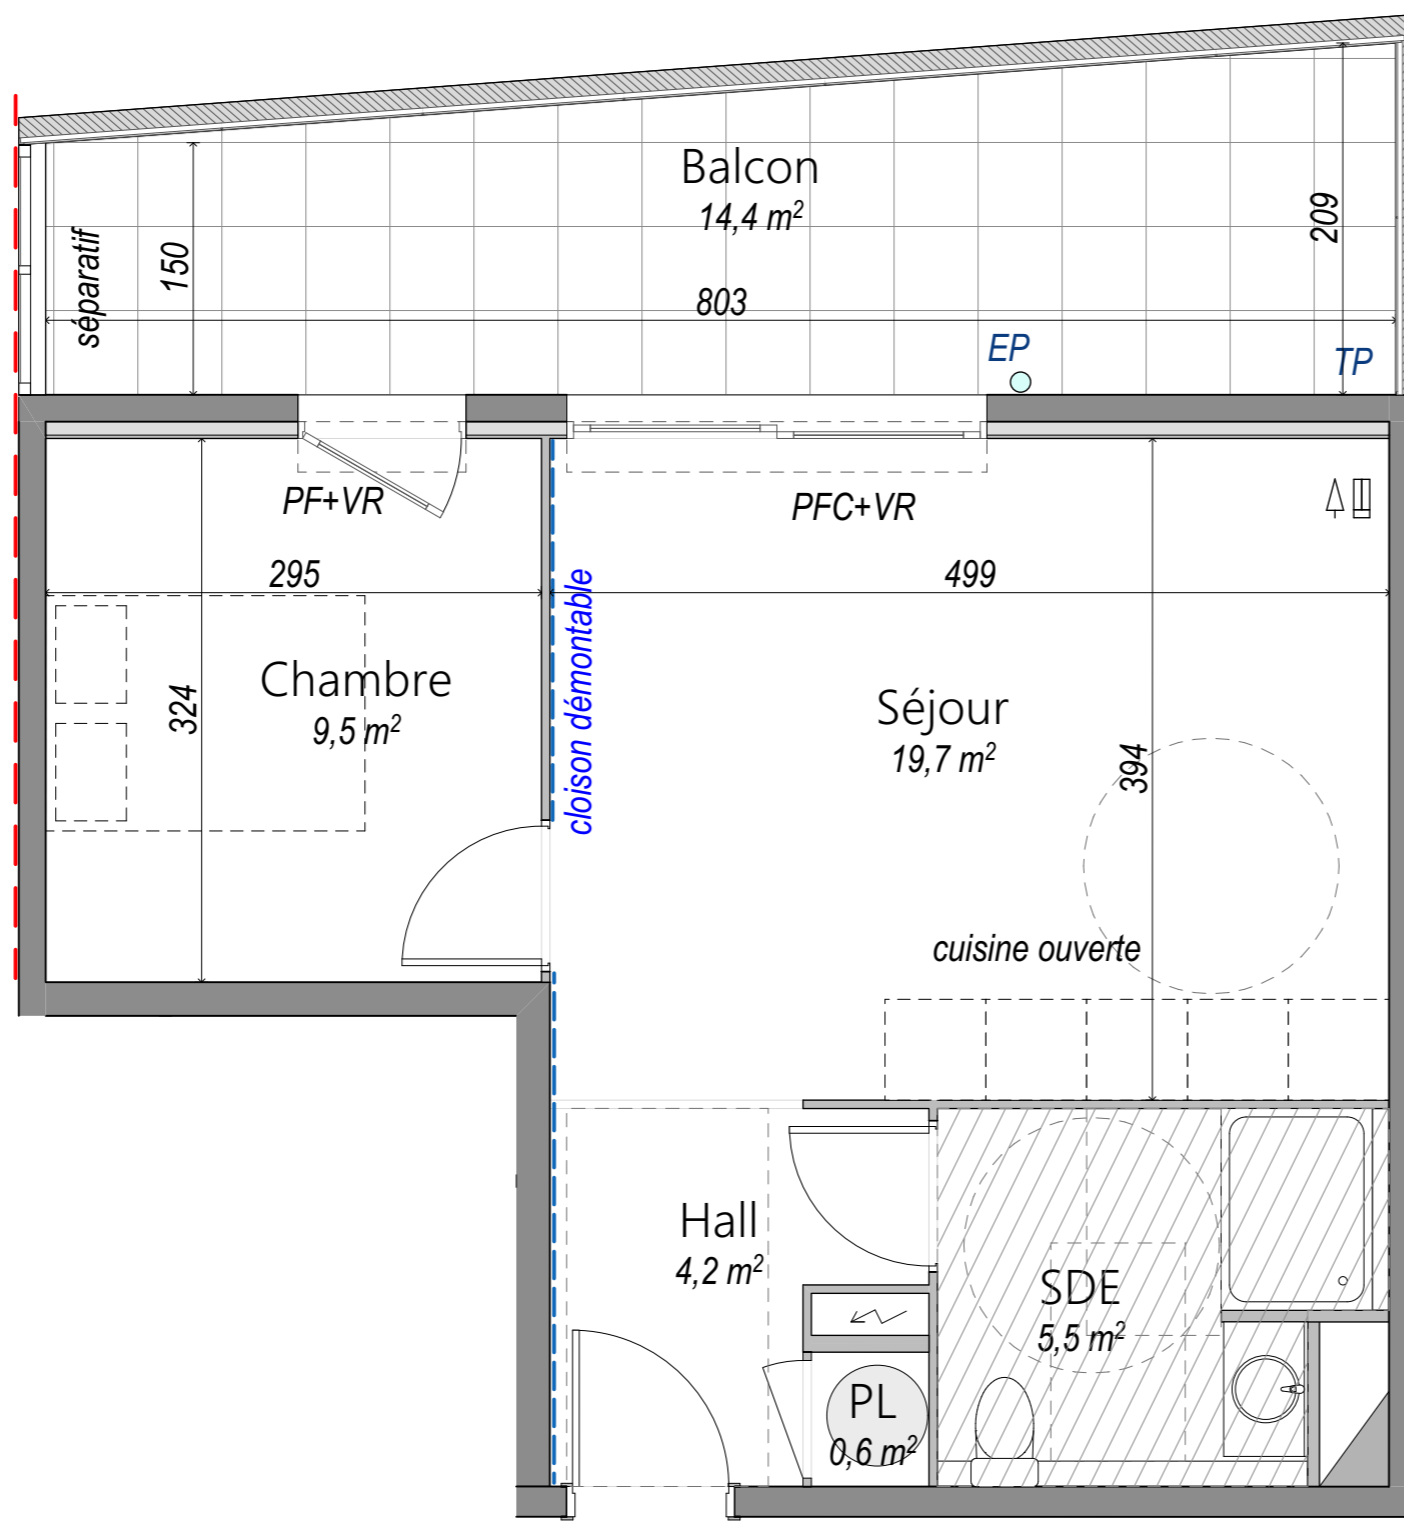 Balcon
14,4 m²
séparatif
150
803
209
EP
TP
PF+VR
PFC+VR
295
499
cloison démontable
Chambre
9,5 m²
324
Séjour
19,7 m²
394
cuisine ouverte
Hall
4,2 m²
SDE
5,5 m²
PL
0,6 m²